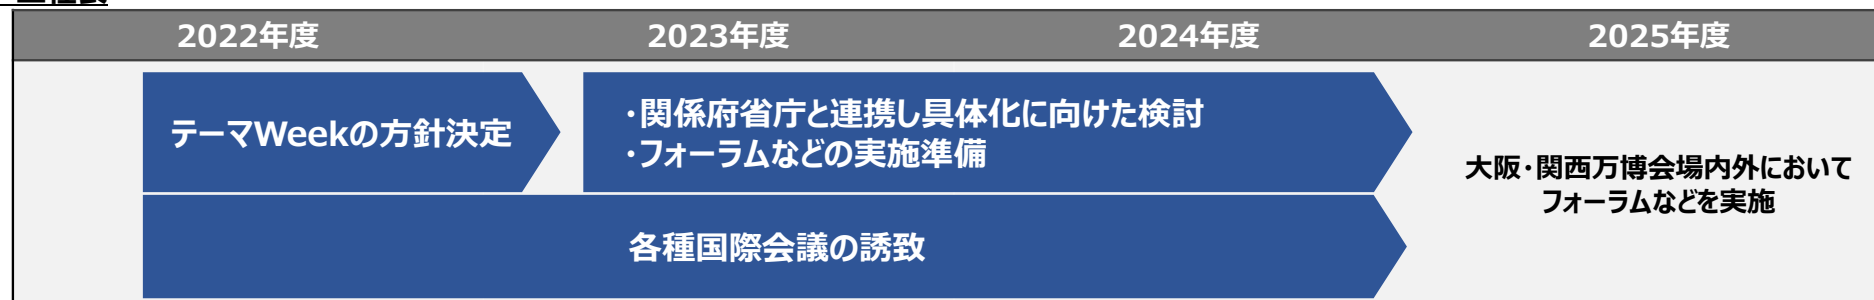 工程表
2022年度 2023年度 2024年度 2025年度
テーマWeekの方針決定
・関係府省庁と連携し具体化に向けた検討
・フォーラムなどの実施準備
大阪・関西万博会場内外において
フォーラムなどを実施
各種国際会議の誘致